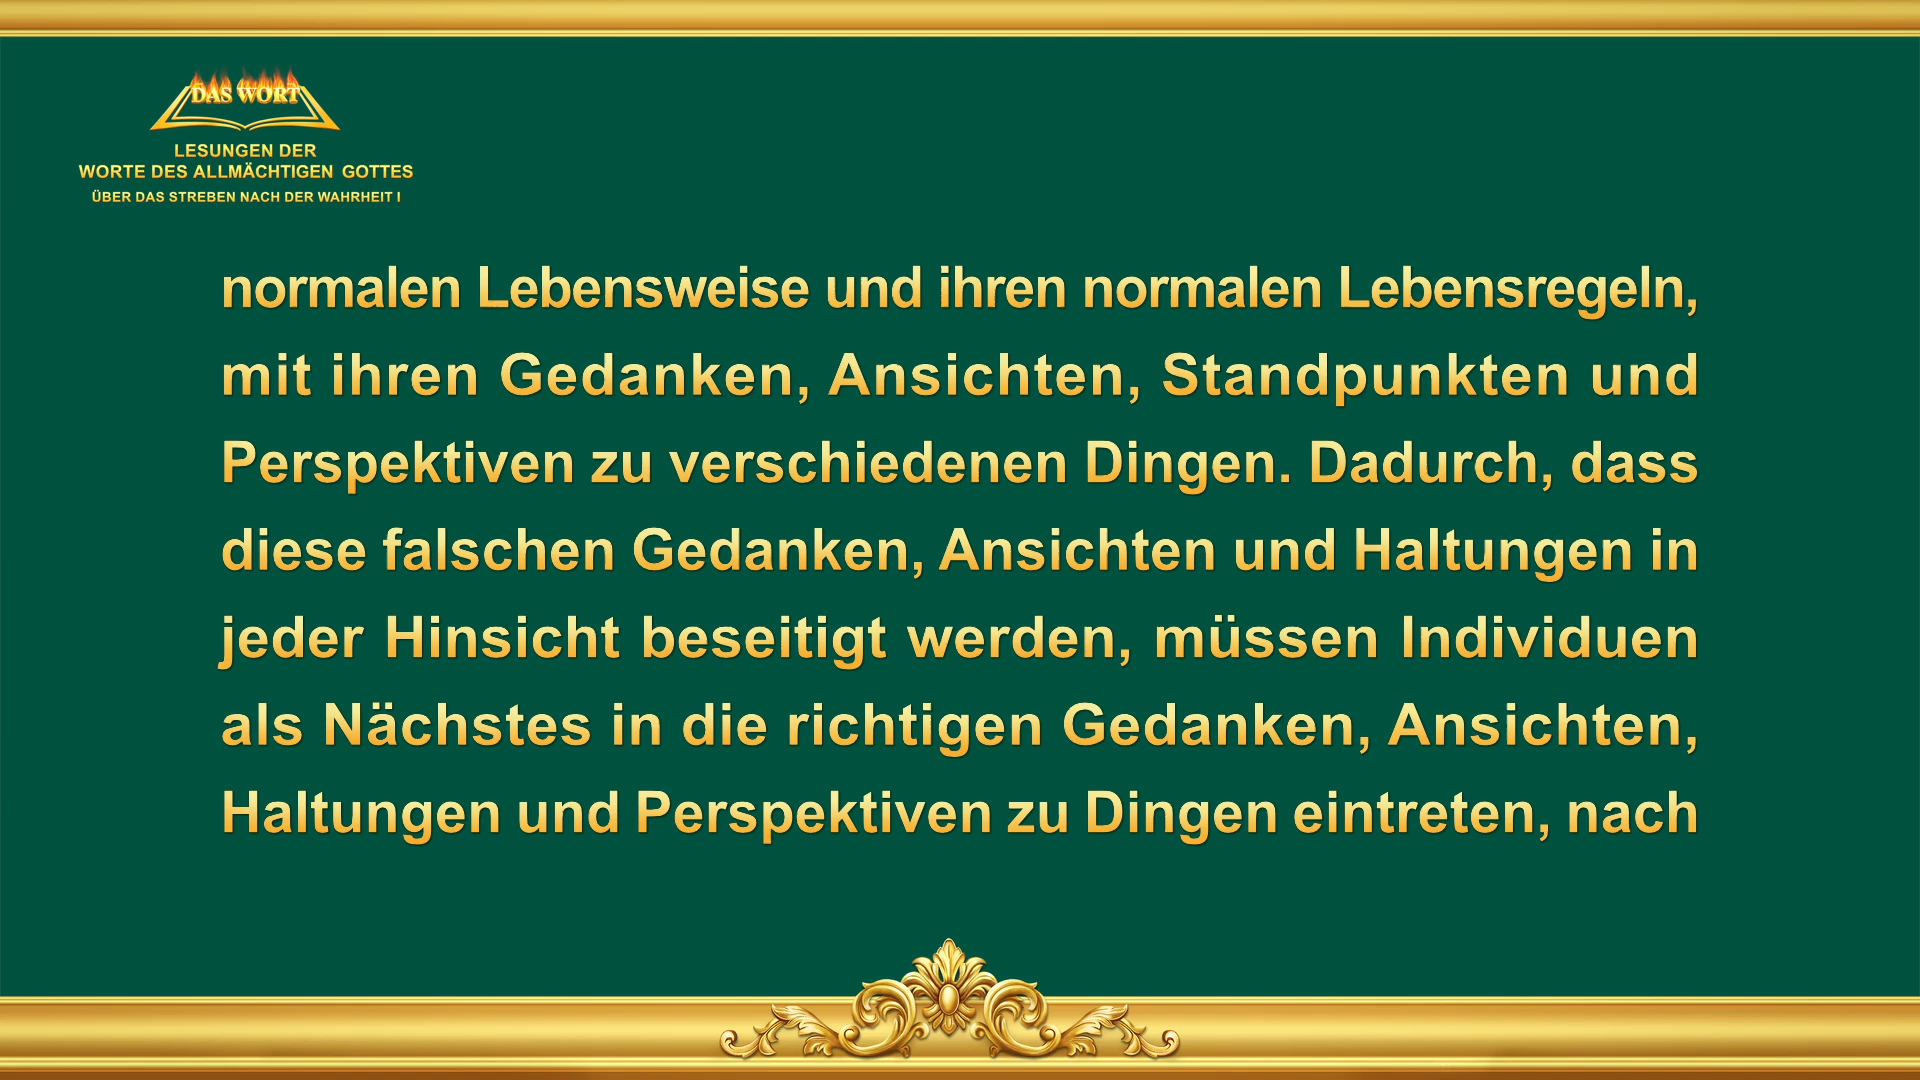 DAS WORT
LESUNGEN DER
WORTE DES ALLMÄCHTIGEN GOTTES
ÜBER DAS STREBEN NACH DER WAHRHEIT I
normalen Lebensweise und ihren normalen Lebensregeln,
mit ihren Gedanken, Ansichten, Standpunkten und
Perspektiven zu verschiedenen Dingen. Dadurch, dass
diese falschen Gedanken, Ansichten und Haltungen in
jeder Hinsicht beseitigt werden, müssen Individuen
als Nächstes in die richtigen Gedanken, Ansichten,
Haltungen und Perspektiven zu Dingen eintreten, nach